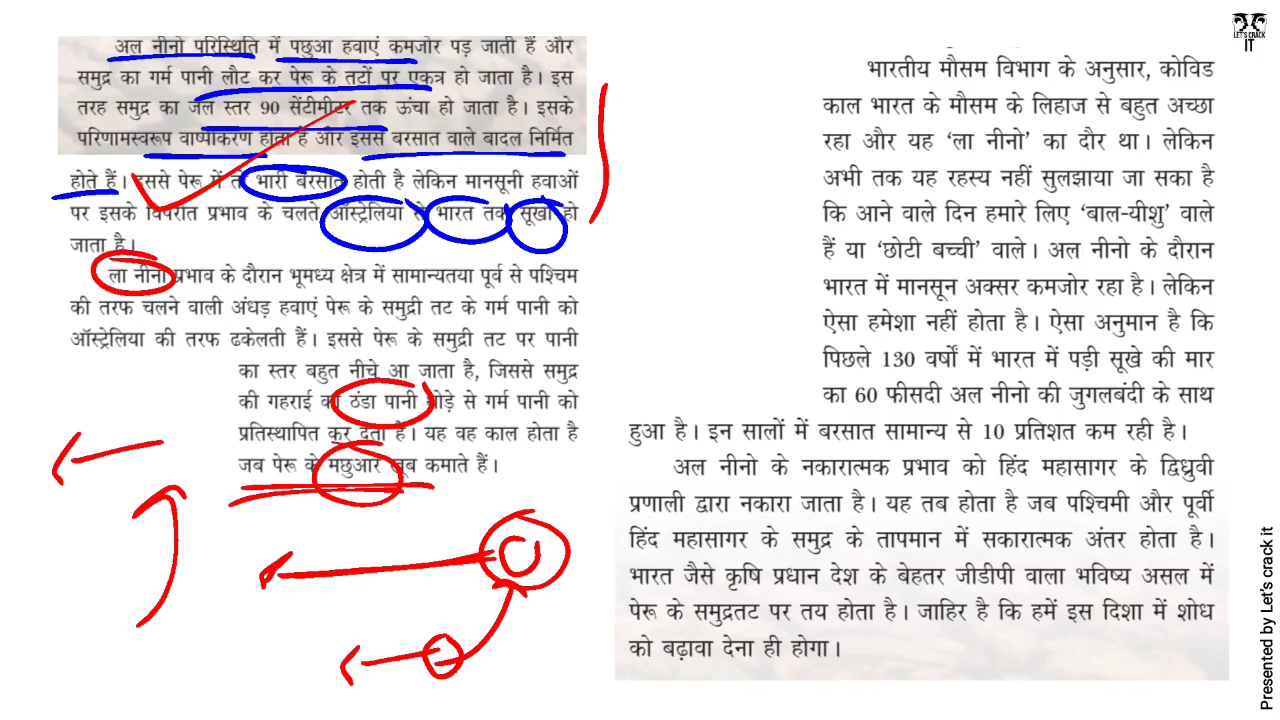 अल नीनो परिस्थिति में पछुआ हवाएं कमजोर पड़ जाती हैं और
समुद्र का गर्म पानी लौट कर पेरू के तटों पर एकत्र हो जाता है। इस
तरह समुद्र का जल स्तर 90 सेंटीमीटर तक ऊंचा हो जाता है। इसके
परिणामस्वरूप वाष्पीकरण होता है और इससे बरसात वाले बादल निर्मित
होते हैं। इससे पेरू में तो भारी बरसात होती है लेकिन मानसूनी हवाओं
पर इसके विपरीत प्रभाव के चलते ऑस्ट्रेलिया से भारत तक सूखा हो
जाता है।
ला नीनो प्रभाव के दौरान भूमध्य क्षेत्र में सामान्यतया पूर्व से पश्चिम
की तरफ चलने वाली अंधड़ हवाएं पेरू के समुद्री तट के गर्म पानी को
ऑस्ट्रेलिया की तरफ ढकेलती हैं। इससे पेरू के समुद्री तट पर पानी
का स्तर बहुत नीचे आ जाता है, जिससे समुद्र
की गहराई का ठंडा पानी थोड़े से गर्म पानी को
प्रतिस्थापित कर देता है। यह वह काल होता है
जब पेरू के मछुआरे खूब कमाते हैं।
भारतीय मौसम विभाग के अनुसार, कोविड
काल भारत के मौसम के लिहाज से बहुत अच्छा
रहा और यह ‘ला नीनो’ का दौर था। लेकिन
अभी तक यह रहस्य नहीं सुलझाया जा सका है
कि आने वाले दिन हमारे लिए ‘बाल-यीशु’ वाले
हैं या ‘छोटी बच्ची’ वाले। अल नीनो के दौरान
भारत में मानसून अक्सर कमजोर रहा है। लेकिन
ऐसा हमेशा नहीं होता है। ऐसा अनुमान है कि
पिछले 130 वर्षों में भारत में पड़ी सूखे की मार
का 60 फीसदी अल नीनो की जुगलबंदी के साथ
हुआ है। इन सालों में बरसात सामान्य से 10 प्रतिशत कम रही है।
अल नीनो के नकारात्मक प्रभाव को हिंद महासागर के द्विध्रुवी
प्रणाली द्वारा नकारा जाता है। यह तब होता है जब पश्चिमी और पूर्वी
हिंद महासागर के समुद्र के तापमान में सकारात्मक अंतर होता है।
भारत जैसे कृषि प्रधान देश के बेहतर जीडीपी वाला भविष्य असल में
पेरू के समुद्रतट पर तय होता है। जाहिर है कि हमें इस दिशा में शोध
को बढ़ावा देना ही होगा।
LET'S CRACK
IT
Presented by Let's crack it